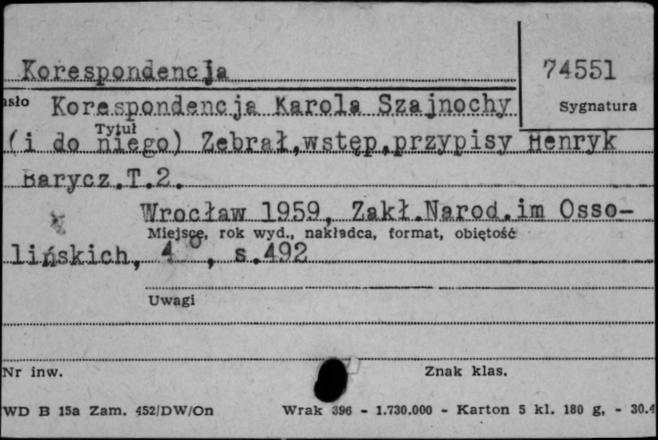 Korespondencja
74551
Sygnatura
Korespondencja Karola Szajnochy
Tytuł
(i do niego) Zebrał,wstęp,przypisy Henryk
Barycz.T.2.
Wrocław 1959, Zakł.Narod.im Osso-
Miejsce, rok wyd., nakładca, format, objętość
lińskich, 4°, s.492
Uwagi
Nr inw.
Znak klas.
WD B 15a Zam. 452/DW/On
Wrak 396 - 1.730.000 - Karton 5 kl. 180 g, - 30.4